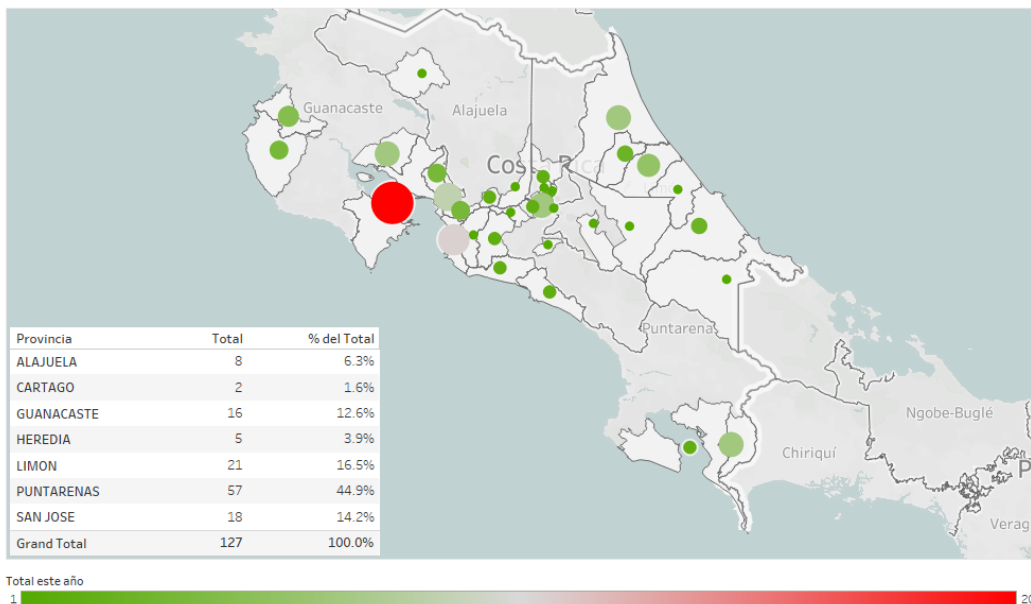 Guanacaste
Alajuela
Costa Rica
Puntarena
Ngobe-Buglé
Chiriquí
P
Verag
Provincia Total % del Total
ALAJUELA 8 6.3%
CARTAGO 2 1.6%
GUANACASTE 16 12.6%
HEREDIA 5 3.9%
LIMON 21 16.5%
PUNTARENAS 57 44.9%
SAN JOSE 18 14.2%
Grand Total 127 100.0%
Total este año
1